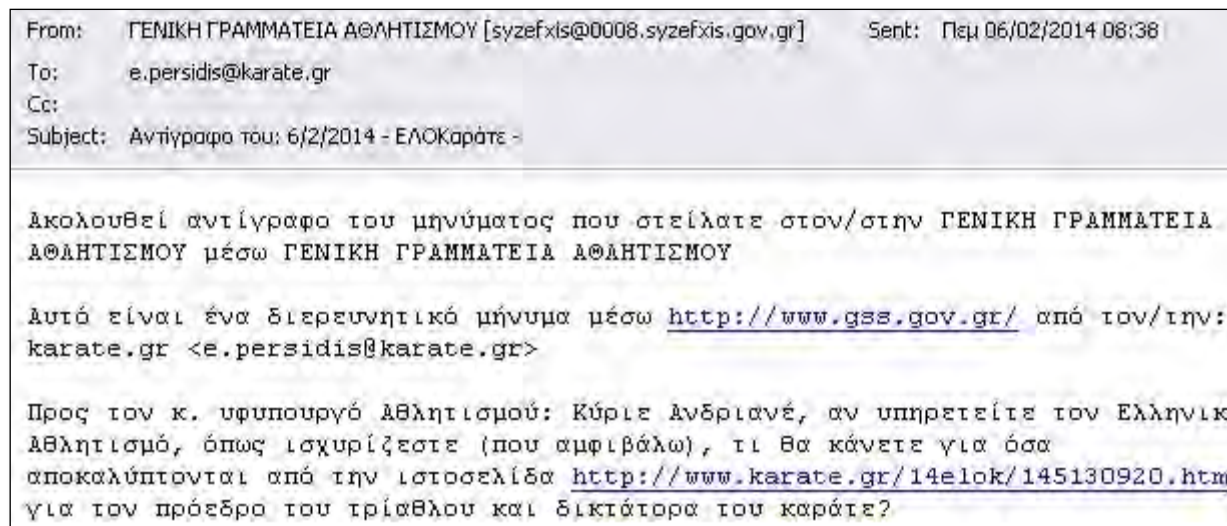 From: ΓΕΝΙΚΗ ΓΡΑΜΜΑΤΕΙΑ ΑΘΛΗΤΙΣΜΟΥ [syzefxis@0008.syzefxis.gov.gr] Sent: Πεμ 06/02/2014 08:38
To: e.persidis@karate.gr
Cc:
Subject: Αντίγραφο του: 6/2/2014 - ΕΛΟΚαράτε -
Ακολουθεί αντίγραφο του μηνύματος που στείλατε στον/στην ΓΕΝΙΚΗ ΓΡΑΜΜΑΤΕΙΑ
ΑΘΛΗΤΙΣΜΟΥ μέσω ΓΕΝΙΚΗ ΓΡΑΜΜΑΤΕΙΑ ΑΘΛΗΤΙΣΜΟΥ
Αυτό είναι ένα διερευνητικό μήνυμα μέσω http://www.gss.gov.gr/ από τον/την:
karate.gr <e.persidis@karate.gr>
Προς τον κ. υφυπουργό Αθλητισμού: Κύριε Ανδριανέ, αν υπηρετείτε τον Ελληνικ
Αθλητισμό, όπως ισχυρίζεστε (που αμφιβάλω), τι θα κάνετε για όσα
αποκαλύπτονται από την ιστοσελίδα http://www.karate.gr/14elok/145130920.htm
για τον πρόεδρο του τρίαθλου και δικτάτορα του καράτε?